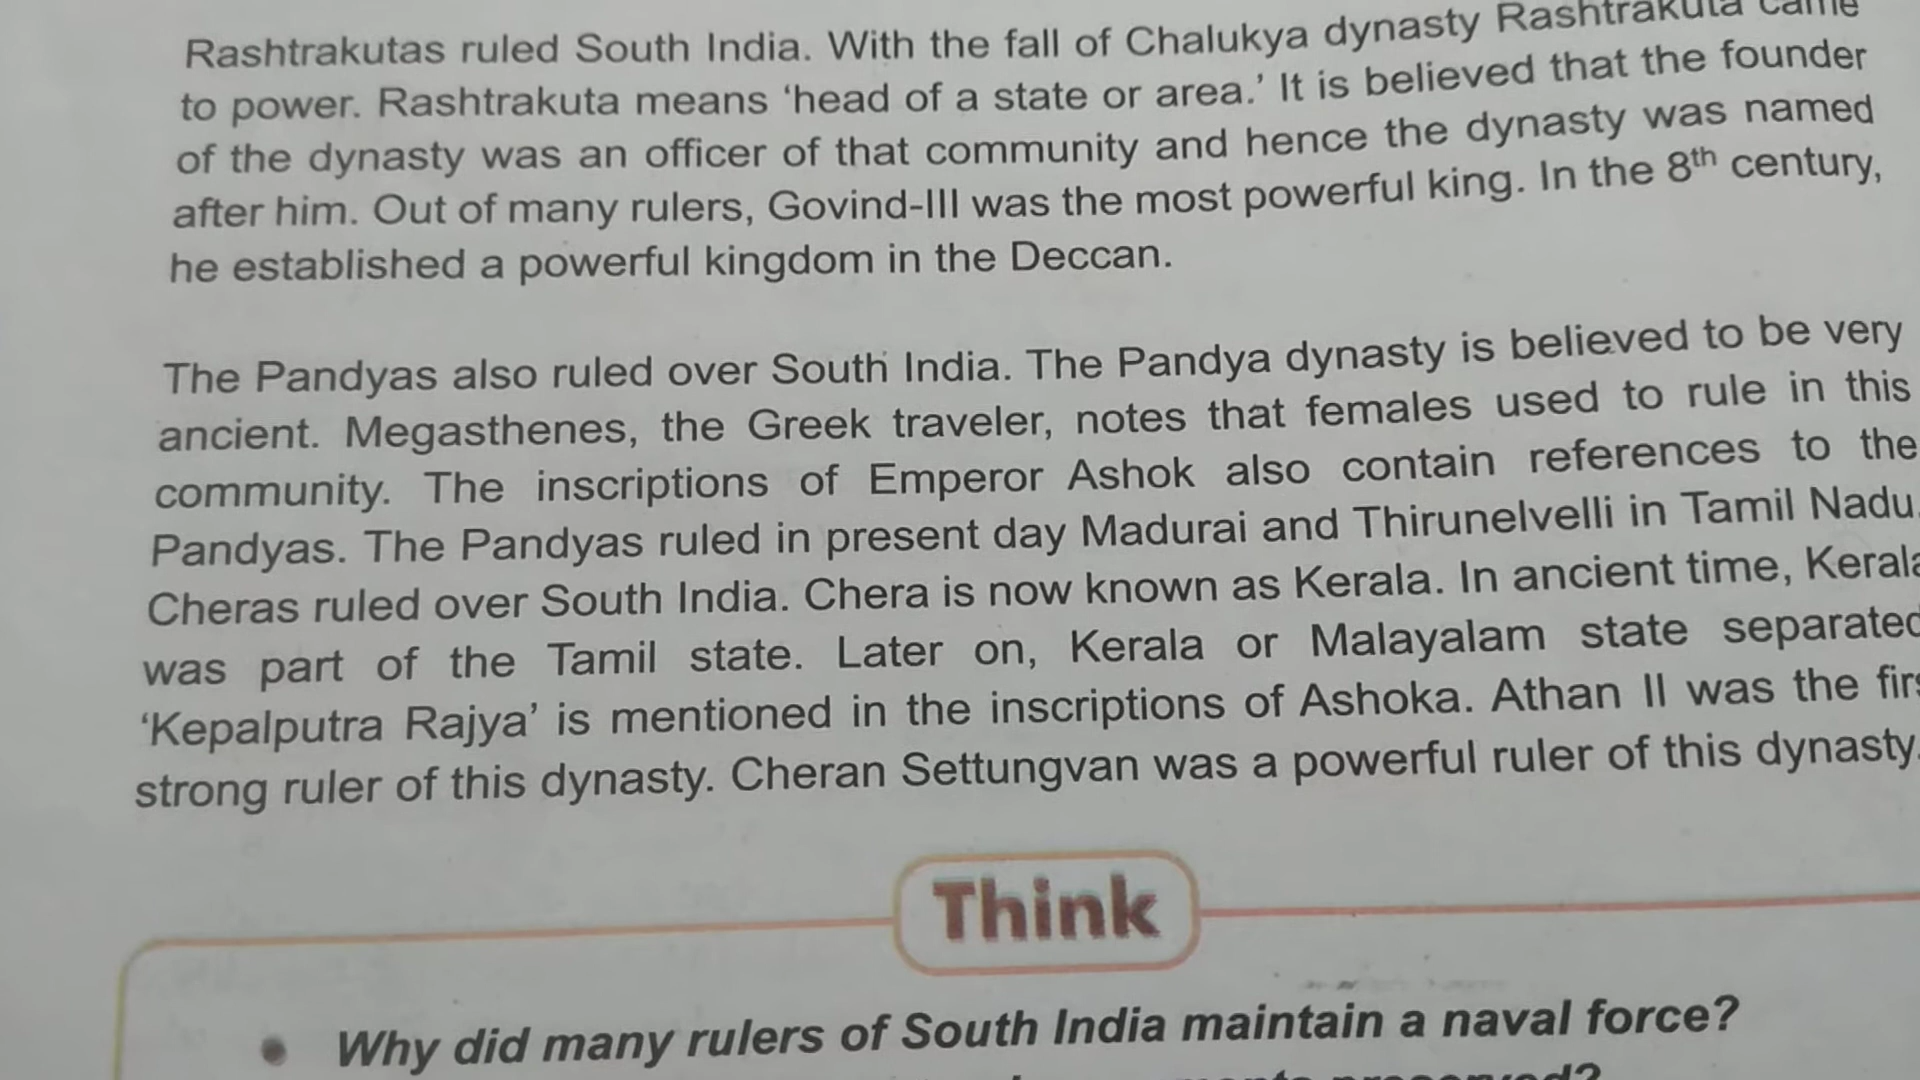 Rashtrakutas ruled South India. With the fall of Chalukya dynasty Rashtrakuta came
to power. Rashtrakuta means ‘head of a state or area.’ It is believed that the founder
of the dynasty was an officer of that community and hence the dynasty was named
after him. Out of many rulers, Govind-III was the most powerful king. In the 8th century,
he established a powerful kingdom in the Deccan.
The Pandyas also ruled over South India. The Pandya dynasty is believed to be very
ancient. Megasthenes, the Greek traveler, notes that females used to rule in this
community. The inscriptions of Emperor Ashok also contain references to the
Pandyas. The Pandyas ruled in present day Madurai and Thirunelvelli in Tamil Nadu.
Cheras ruled over South India. Chera is now known as Kerala. In ancient time, Kerala
was part of the Tamil state. Later on, Kerala or Malayalam state separated
‘Kepalputra Rajya’ is mentioned in the inscriptions of Ashoka. Athan II was the firs
strong ruler of this dynasty. Cheran Settungvan was a powerful ruler of this dynasty.
Think
• Why did many rulers of South India maintain a naval force?